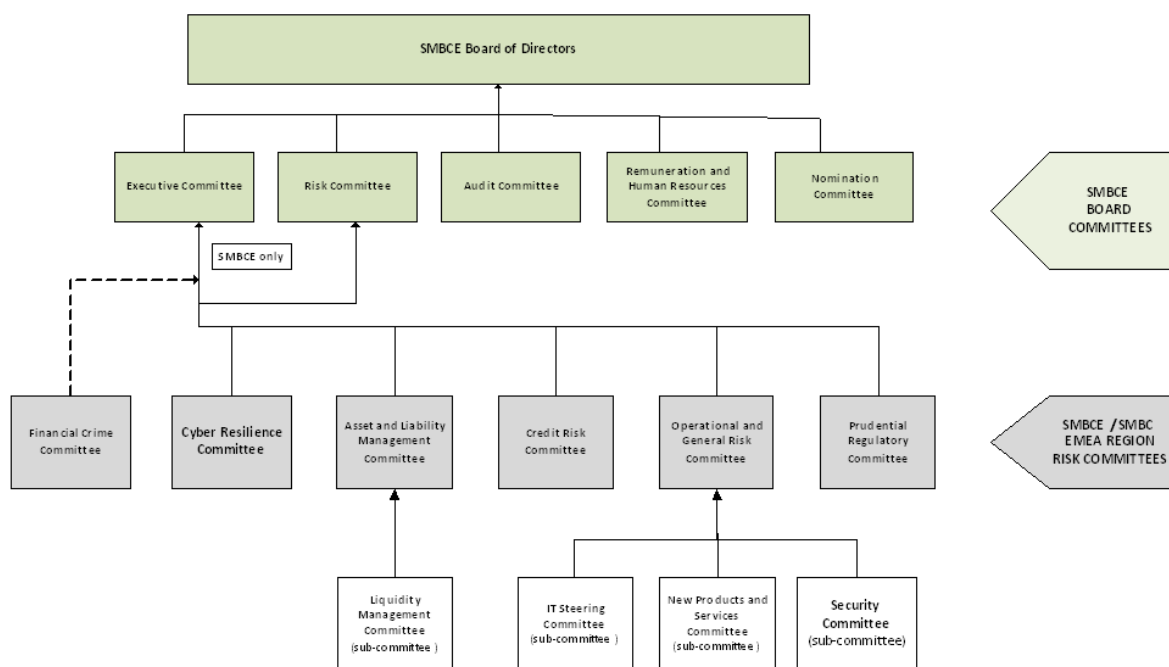 SMBCE Board of Directors
Executive Committee
Risk Committee
Audit Committee
Remuneration and
Human Resources
Committee
Nomination
Committee
SMBCE
BOARD
COMMITTEES
SMBCE only
Financial Crime
Committee
Cyber Resilience
Committee
Asset and Liability
Management
Committee
Credit Risk
Committee
Operational and
General Risk
Committee
Prudential
Regulatory
Committee
SMBCE /SMBC
EMEA REGION
RISK COMMITTEES
Liquidity
Management
Committee
(sub-committee )
IT Steering
Committee
(sub-committee )
New Products and
Services
Committee
(sub-committee )
Security
Committee
(sub-committee)